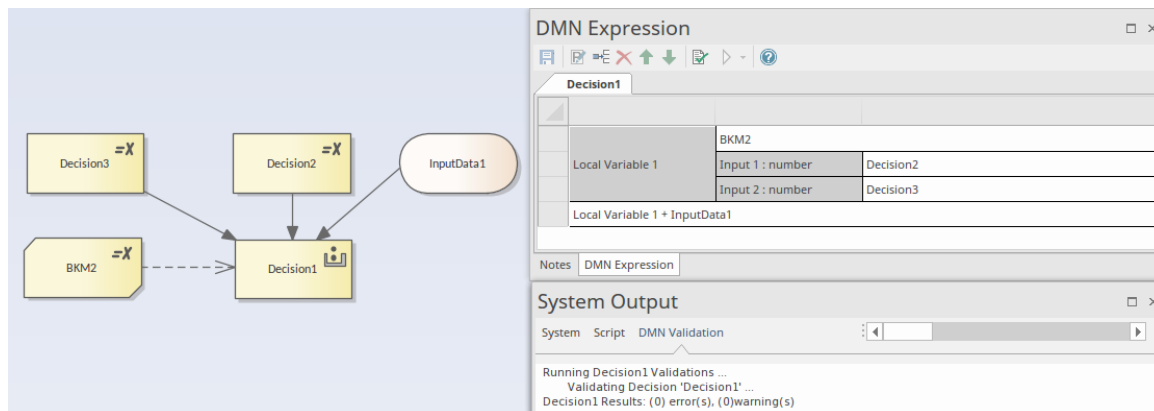 Decision3
=X
Decision2
=X
InputData1
BKM2
=X
Decision1
DMN Expression
Decision1
Local Variable 1
BKM2
Input 1 : number
Decision2
Input 2 : number
Decision3
Local Variable 1 + InputData1
Notes
DMN Expression
System Output
System
Script
DMN Validation
Running Decision1 Validations ...
Validating Decision 'Decision1' ...
Decision1 Results: (0) error(s), (0)warning(s)